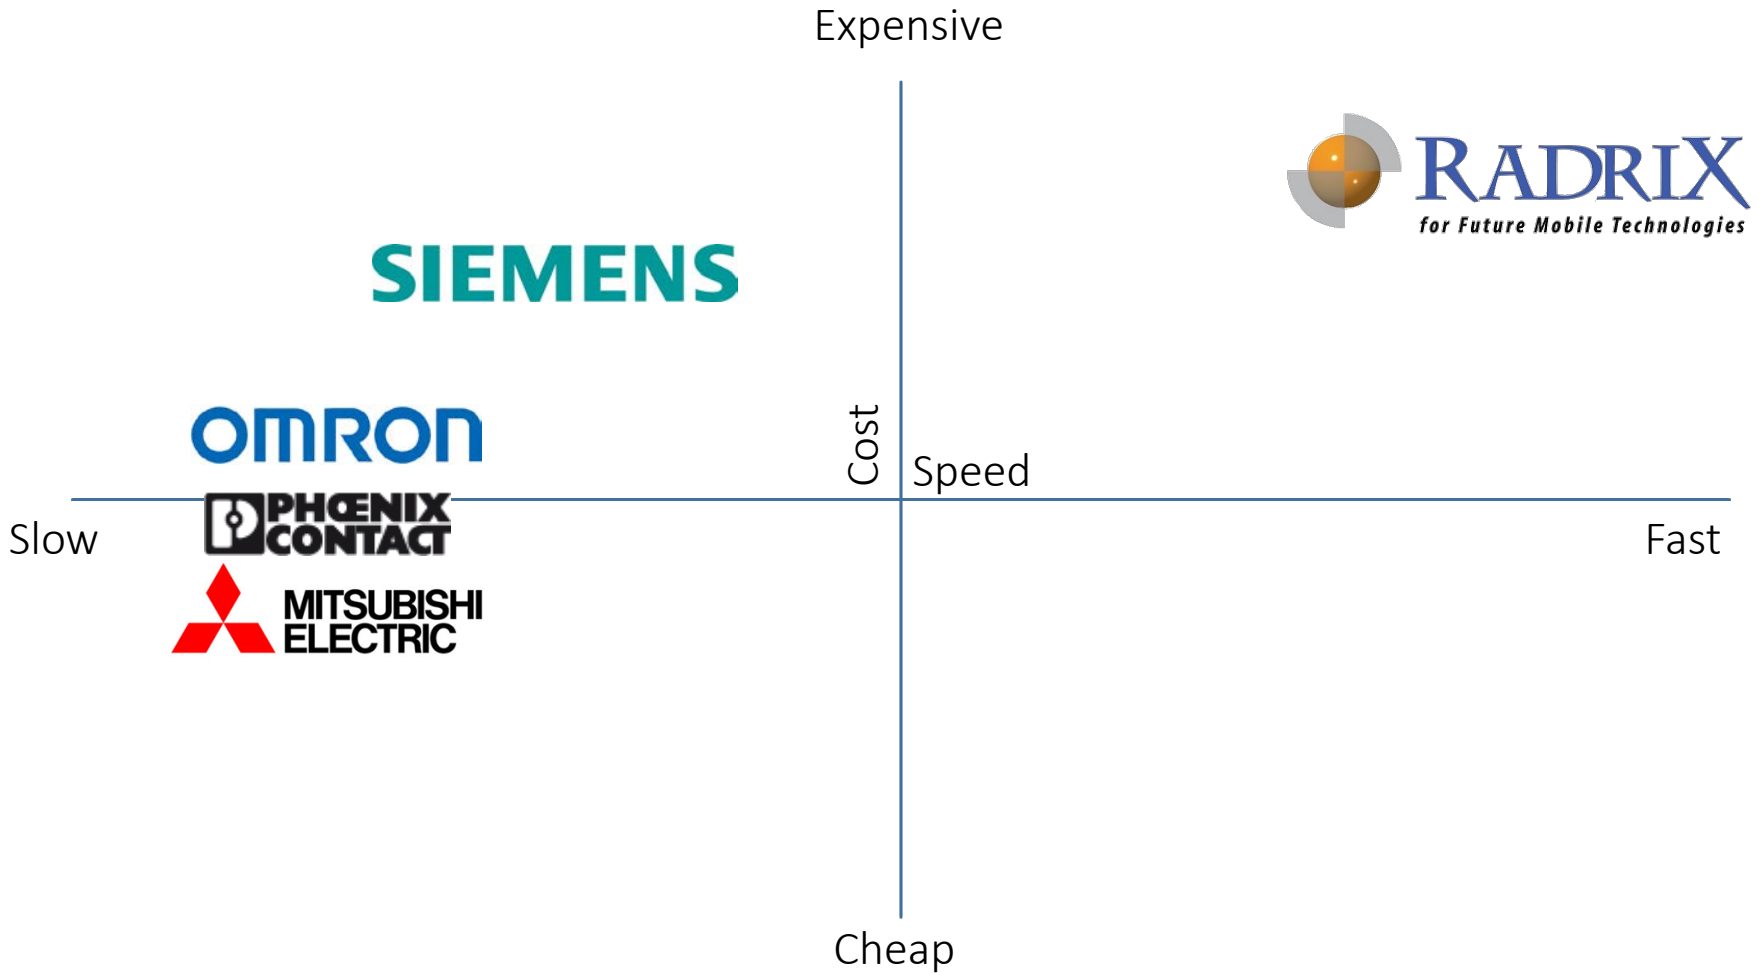 Expensive
RADRIX
for Future Mobile Technologies
SIEMENS
OMRON
Cost
Speed
PHŒNIX
CONTACT
Slow
Fast
MITSUBISHI
ELECTRIC
Cheap